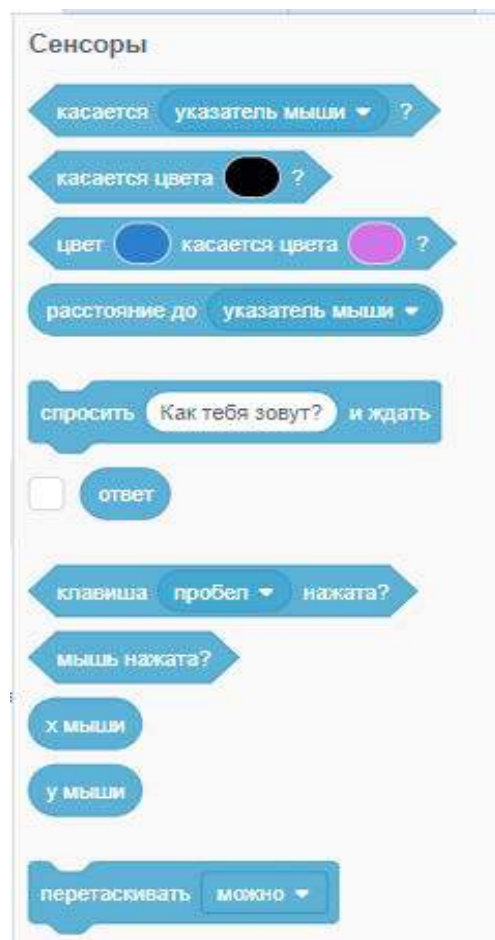 Сенсоры
касается указатель мыши ?
касается цвета ?
цвет касается цвета ?
расстояние до указатель мыши
спросить Как тебя зовут? и ждать
ответ
клавиша пробел нажата?
мышь нажата?
x мыши
y мыши
перетаскивать можно